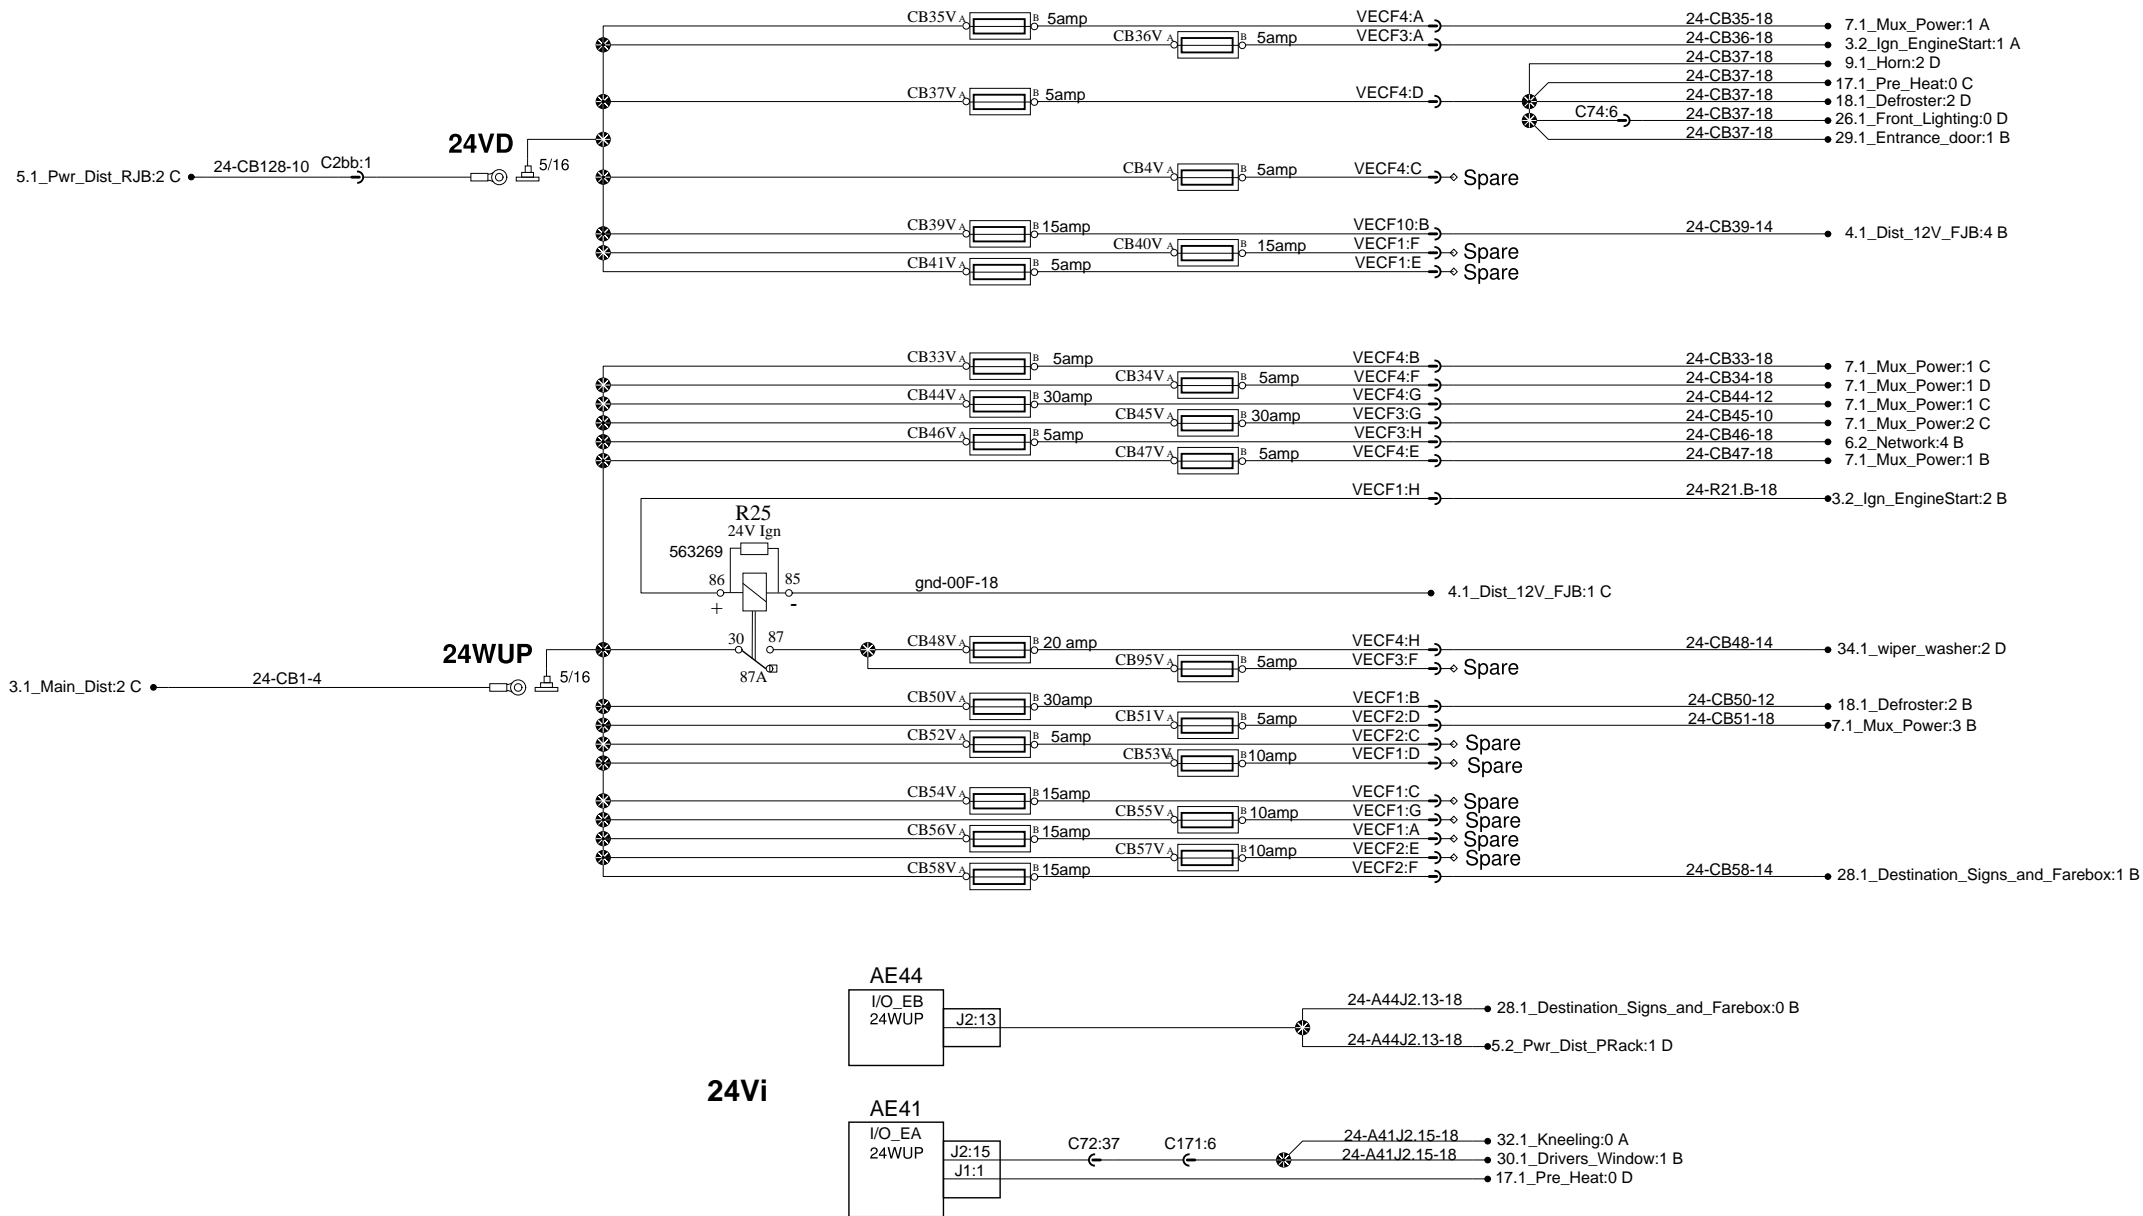 CB35V A B 5amp VECF4:A 24-CB35-18 7.1_Mux_Power:1 A
CB36V A B 5amp VECF3:A 24-CB36-18 3.2_Ign_EngineStart:1 A
24-CB37-18 9.1_Horn:2 D
24-CB37-18 17.1_Pre_Heat:0 C
CB37V A B 5amp VECF4:D 24-CB37-18 18.1_Defroster:2 D
C74:6 24-CB37-18 26.1_Front_Lighting:0 D
24-CB37-18 29.1_Entrance_door:1 B
24VD
5/16
5.1_Pwr_Dist_RJB:2 C 24-CB128-10 C2bb:1
CB4V A B 5amp VECF4:C Spare
CB39V A B 15amp VECF10:B 24-CB39-14 4.1_Dist_12V_FJB:4 B
CB40V A B 15amp VECF1:F Spare
CB41V A B 5amp VECF1:E Spare
CB33V A B 5amp VECF4:B 24-CB33-18 7.1_Mux_Power:1 C
CB34V A B 5amp VECF4:F 24-CB34-18 7.1_Mux_Power:1 D
CB44V A B 30amp VECF4:G 24-CB44-12 7.1_Mux_Power:1 C
CB45V A B 30amp VECF3:G 24-CB45-10 7.1_Mux_Power:2 C
CB46V A B 5amp VECF3:H 24-CB46-18 6.2_Network:4 B
CB47V A B 5amp VECF4:E 24-CB47-18 7.1_Mux_Power:1 B
VECF1:H 24-R21.B-18 3.2_Ign_EngineStart:2 B
R25
24V Ign
563269
86 85 gnd-00F-18 4.1_Dist_12V_FJB:1 C
+ -
30 87
87A
CB48V A B 20 amp VECF4:H 24-CB48-14 34.1_wiper_washer:2 D
24WUP
CB95V A B 5amp VECF3:F Spare
5/16
3.1_Main_Dist:2 C 24-CB1-4
CB50V A B 30amp VECF1:B 24-CB50-12 18.1_Defroster:2 B
CB51V A B 5amp VECF2:D 24-CB51-18 7.1_Mux_Power:3 B
CB52V A B 5amp VECF2:C Spare
CB53V A B 10amp VECF1:D Spare
CB54V A B 15amp VECF1:C Spare
CB55V A B 10amp VECF1:G Spare
CB56V A B 15amp VECF1:A Spare
CB57V A B 10amp VECF2:E Spare
CB58V A B 15amp VECF2:F 24-CB58-14 28.1_Destination_Signs_and_Farebox:1 B
AE44
I/O_EB
24WUP
J2:13
24-A44J2.13-18 28.1_Destination_Signs_and_Farebox:0 B
24-A44J2.13-18 5.2_Pwr_Dist_PRack:1 D
24Vi
AE41
I/O_EA
24WUP
J2:15 C72:37 C171:6
24-A41J2.15-18 32.1_Kneeling:0 A
24-A41J2.15-18 30.1_Drivers_Window:1 B
J1:1 17.1_Pre_Heat:0 D